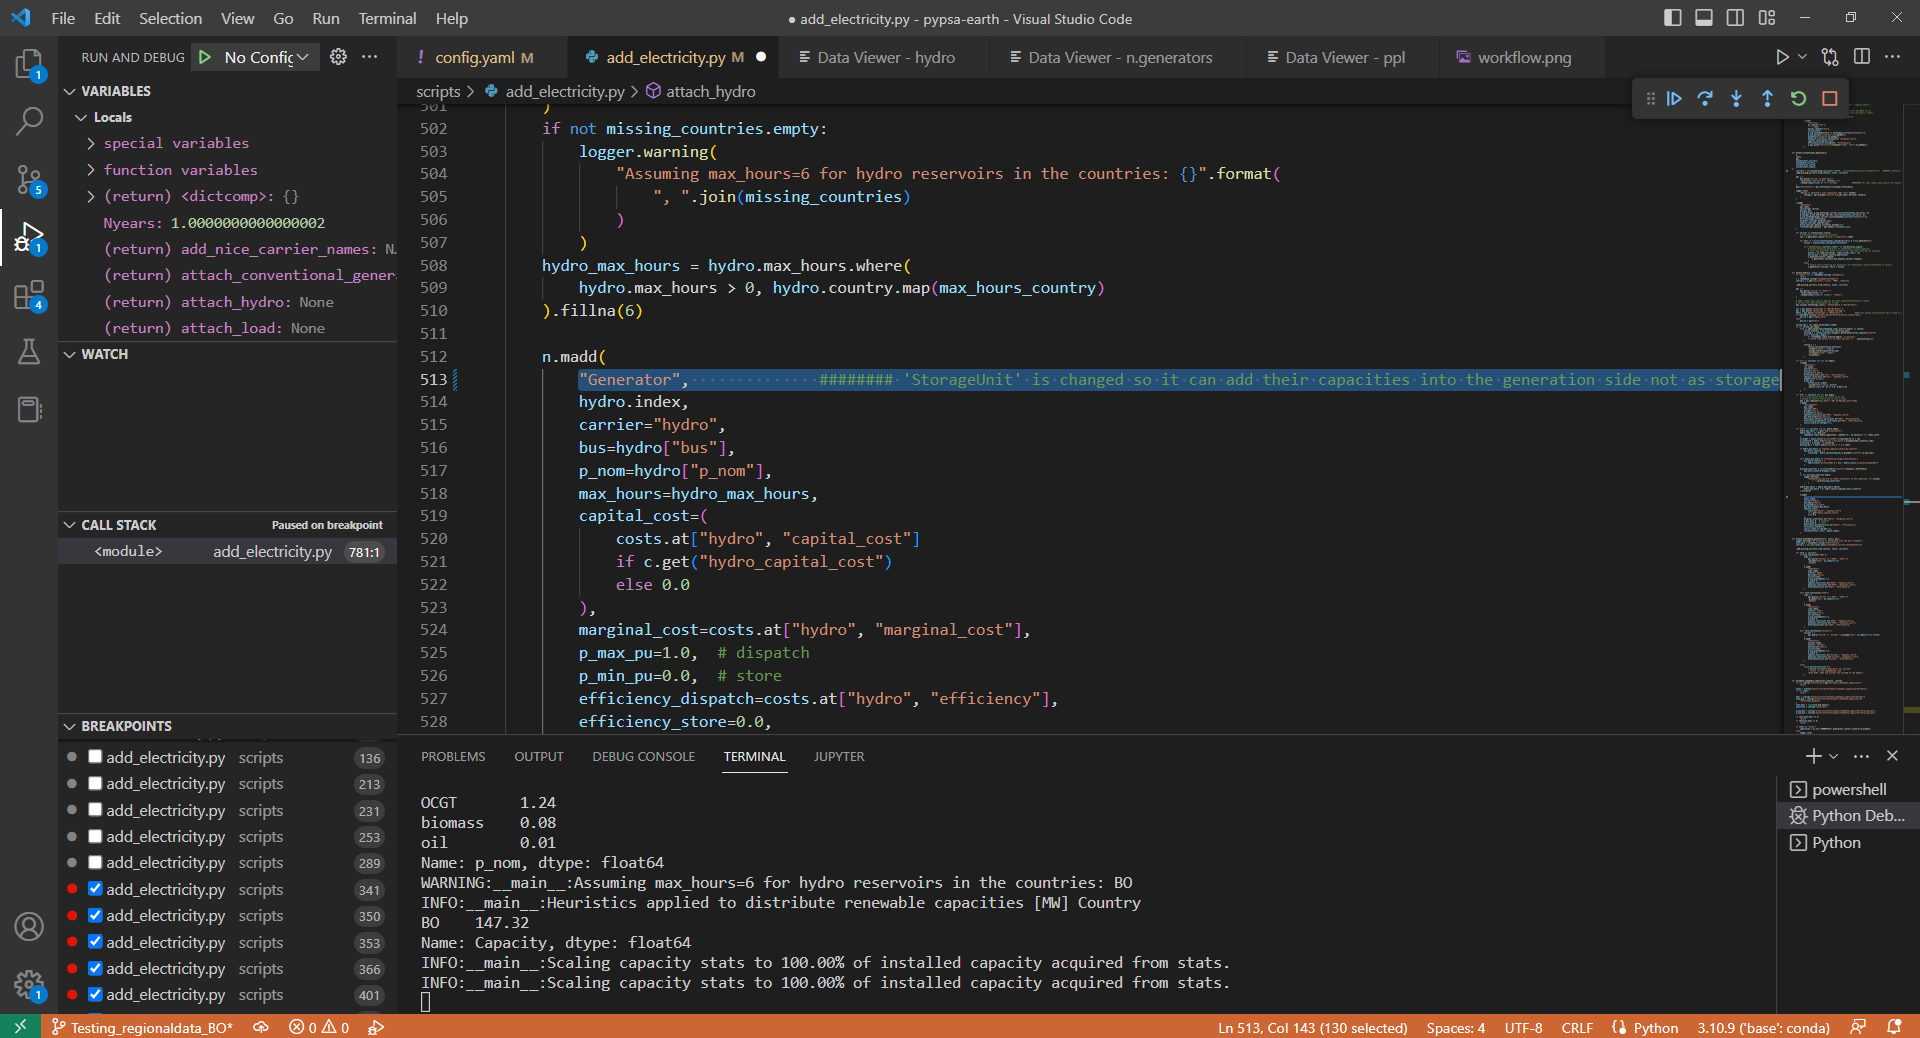 File Edit Selection View Go Run Terminal Help
● add_electricity.py - pypsa-earth - Visual Studio Code
RUN AND DEBUG No Config
! config.yaml M
add_electricity.py M ●
Data Viewer - hydro
Data Viewer - n.generators
Data Viewer - ppl
workflow.png
scripts > add_electricity.py > attach_hydro
VARIABLES
Locals
special variables
function variables
(return) <dictcomp>: {}
Nyears: 1.0000000000000002
(return) add_nice_carrier_names: N.
(return) attach_conventional_gener.
(return) attach_hydro: None
(return) attach_load: None
WATCH
CALL STACK Paused on breakpoint
<module> add_electricity.py 781:1
BREAKPOINTS
add_electricity.py scripts 136
add_electricity.py scripts 213
add_electricity.py scripts 231
add_electricity.py scripts 253
add_electricity.py scripts 289
add_electricity.py scripts 341
add_electricity.py scripts 350
add_electricity.py scripts 353
add_electricity.py scripts 366
add_electricity.py scripts 401
1
5
1
4
1
501 )
502 if not missing_countries.empty:
503 logger.warning(
504 "Assuming max_hours=6 for hydro reservoirs in the countries: {}".format(
505 ", ".join(missing_countries)
506 )
507 )
508 hydro_max_hours = hydro.max_hours.where(
509 hydro.max_hours > 0, hydro.country.map(max_hours_country)
510 ).fillna(6)
511
512 n.madd(
513 "Generator", ######## 'StorageUnit' is changed so it can add their capacities into the generation side not as storage
514 hydro.index,
515 carrier="hydro",
516 bus=hydro["bus"],
517 p_nom=hydro["p_nom"],
518 max_hours=hydro_max_hours,
519 capital_cost=(
520 costs.at["hydro", "capital_cost"]
521 if c.get("hydro_capital_cost")
522 else 0.0
523 ),
524 marginal_cost=costs.at["hydro", "marginal_cost"],
525 p_max_pu=1.0, # dispatch
526 p_min_pu=0.0, # store
527 efficiency_dispatch=costs.at["hydro", "efficiency"],
528 efficiency_store=0.0,
PROBLEMS OUTPUT DEBUG CONSOLE TERMINAL JUPYTER
OCGT 1.24
biomass 0.08
oil 0.01
Name: p_nom, dtype: float64
WARNING:__main__:Assuming max_hours=6 for hydro reservoirs in the countries: BO
INFO:__main__:Heuristics applied to distribute renewable capacities [MW] Country
BO 147.32
Name: Capacity, dtype: float64
INFO:__main__:Scaling capacity stats to 100.00% of installed capacity acquired from stats.
INFO:__main__:Scaling capacity stats to 100.00% of installed capacity acquired from stats.
powershell
Python Deb...
Python
Testing_regionaldata_BO* 0 0
Ln 513, Col 143 (130 selected) Spaces: 4 UTF-8 CRLF Python 3.10.9 ('base': conda)